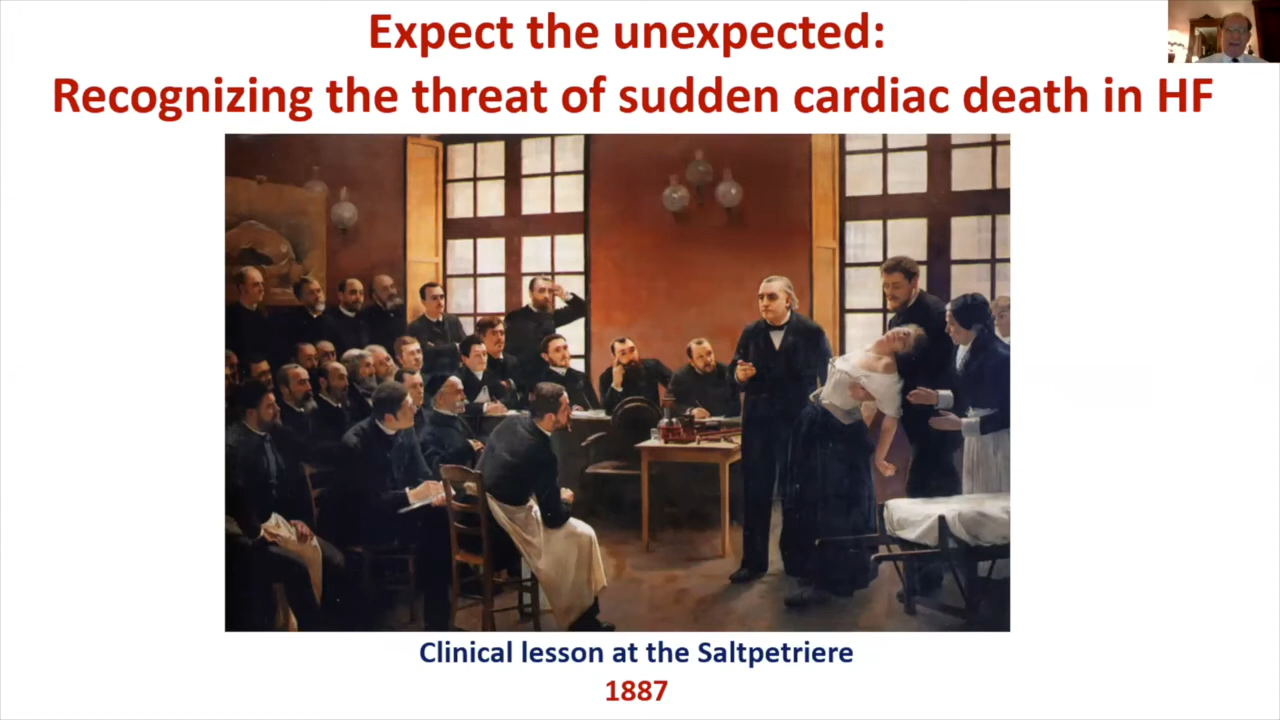 Expect the unexpected:
Recognizing the threat of sudden cardiac death in HF
Clinical lesson at the Saltpetriere
1887